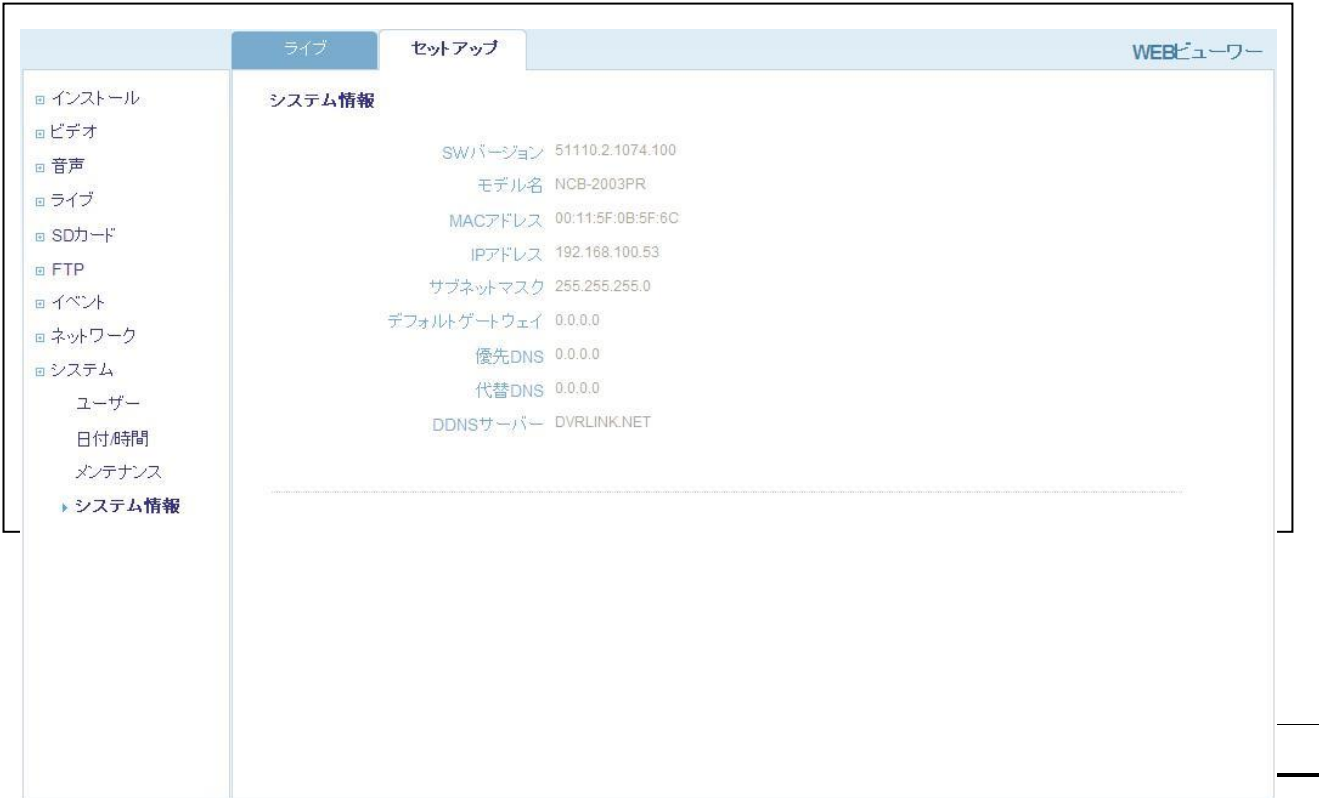 ライブ
セットアップ
WEBビューワー
インストール
ビデオ
音声
ライブ
SDカード
FTP
イベント
ネットワーク
システム
ユーザー
日付/時間
メンテナンス
システム情報
システム情報
SWバージョン 51110.2.1074.100
モデル名 NCB-2003PR
MACアドレス 00:11:5F:0B:5F:6C
IPアドレス 192.168.100.53
サブネットマスク 255.255.255.0
デフォルトゲートウェイ 0.0.0.0
優先DNS 0.0.0.0
代替DNS 0.0.0.0
DDNSサーバー DVRLINK.NET